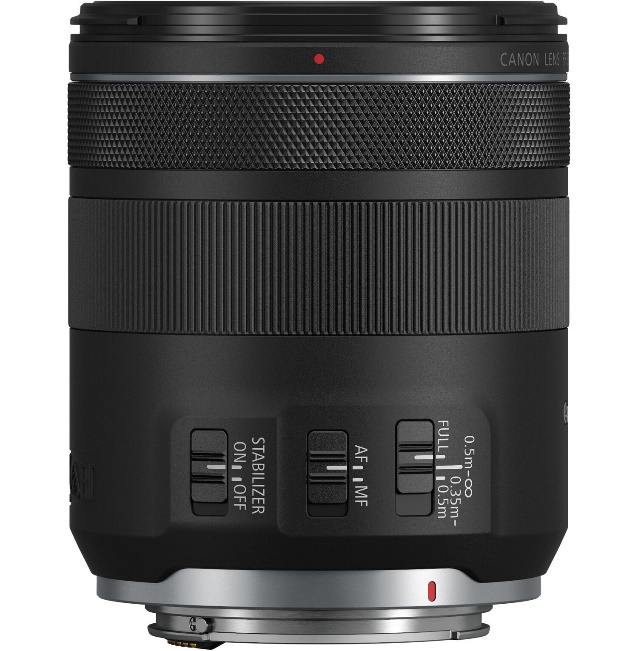 CANON LENS
STABILIZER
ON OFF
AF MF
FULL
0.5m-∞
0.35m-
0.5m